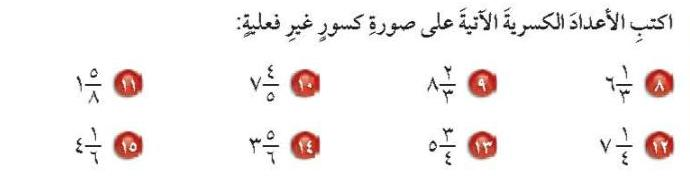 اكتبِ الأعدادَ الكسريةَ الآتيةَ على صورةِ كسورٍ غيرِ فعليةٍ:
٨ ٦ ١/٣ ٩ ٨ ٢/٣ ١٠ ٧ ٤/٥ ١١ ١ ٥/٨
١٢ ٧ ١/٤ ١٣ ٥ ٣/٤ ١٤ ٣ ٥/٦ ١٥ ٤ ١/٦